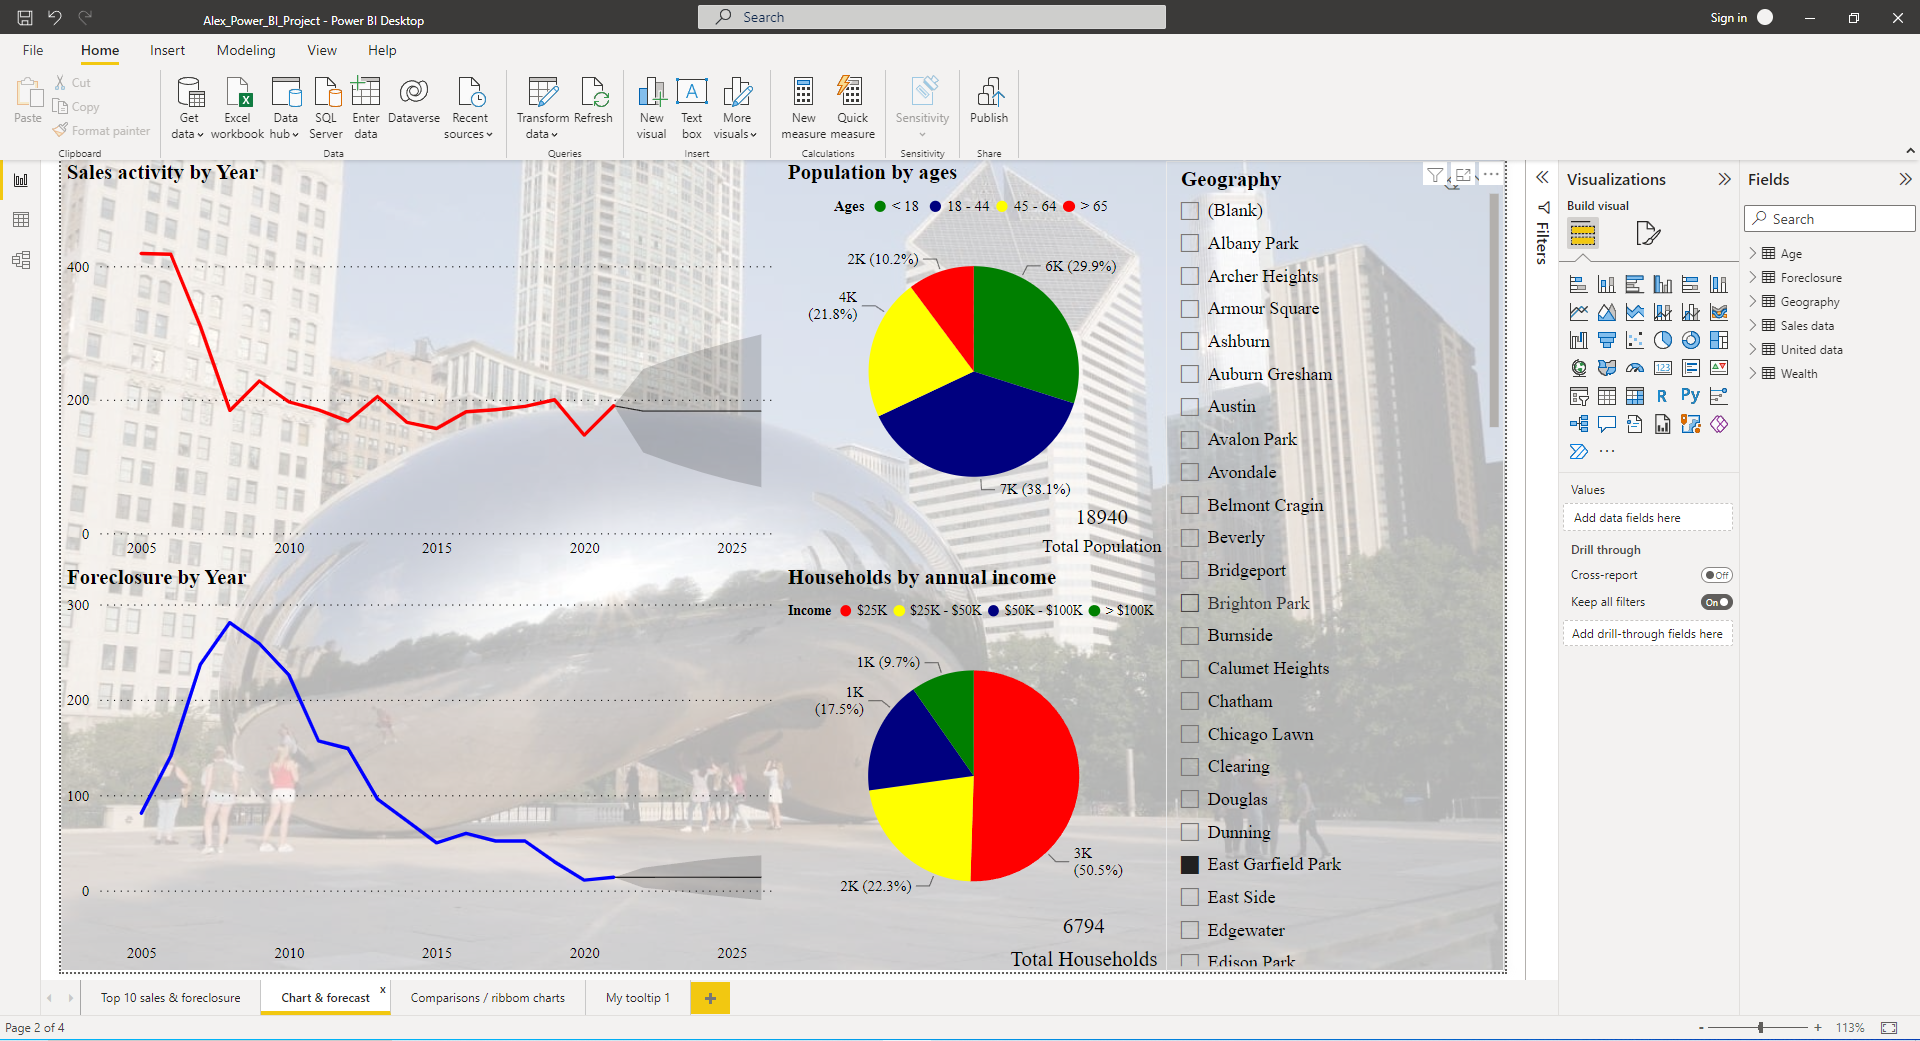 Alex_Power_BI_Project - Power BI Desktop
Search
Sign in
File
Home
Insert
Modeling
View
Help
Paste
Cut
Copy
Format painter
Clipboard
Get data
Excel workbook
Data hub
SQL Server
Enter data
Dataverse
Recent sources
Data
Transform data
Refresh
Queries
New visual
Text box
More visuals
Insert
New measure
Quick measure
Calculations
Sensitivity
Sensitivity
Publish
Share
Sales activity by Year
400
200
0
2005 2010 2015 2020 2025
Foreclosure by Year
300
200
100
0
2005 2010 2015 2020 2025
Population by ages
Ages < 18 18 - 44 45 - 64 > 65
2K (10.2%)
6K (29.9%)
4K
(21.8%)
7K (38.1%)
18940
Total Population
Households by annual income
Income $25K $25K - $50K $50K - $100K > $100K
1K (9.7%)
1K
(17.5%)
3K
(50.5%)
2K (22.3%)
6794
Total Households
Geography
(Blank)
Albany Park
Archer Heights
Armour Square
Ashburn
Auburn Gresham
Austin
Avalon Park
Avondale
Belmont Cragin
Beverly
Bridgeport
Brighton Park
Burnside
Calumet Heights
Chatham
Chicago Lawn
Clearing
Douglas
Dunning
East Garfield Park
East Side
Edgewater
Edison Park
Filters
Visualizations
Build visual
123
R
Py
Values
Add data fields here
Drill through
Cross-report
Off
Keep all filters
On
Add drill-through fields here
Fields
Search
Age
Foreclosure
Geography
Sales data
United data
Wealth
Top 10 sales & foreclosure
Chart & forecast
x
Comparisons / ribbom charts
My tooltip 1
+
Page 2 of 4
- + 113%